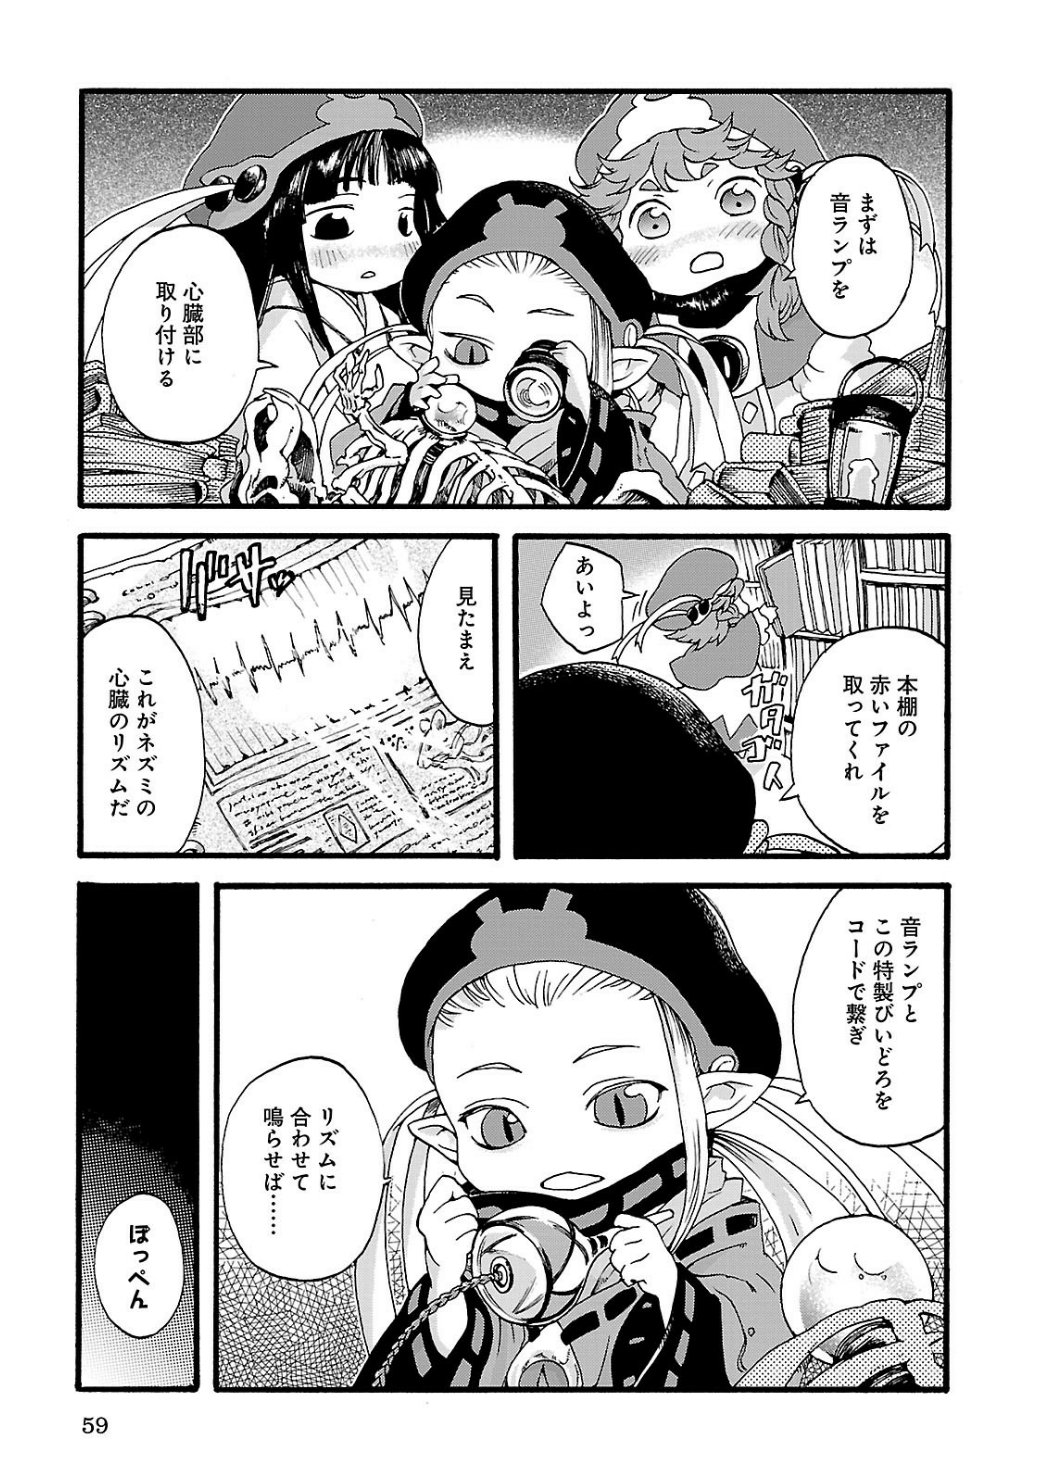 まずは
音ランプを
心臓部に
取り付ける
本棚の
赤いファイルを
取ってくれ
あいよっ
ガタゴト
見たまえ
バサッ
これがネズミの
心臓のリズムだ
音ランプと
この特製びいどろを
コードで繋ぎ
リズムに
合わせて
鳴らせば……
ぽっぺん
59